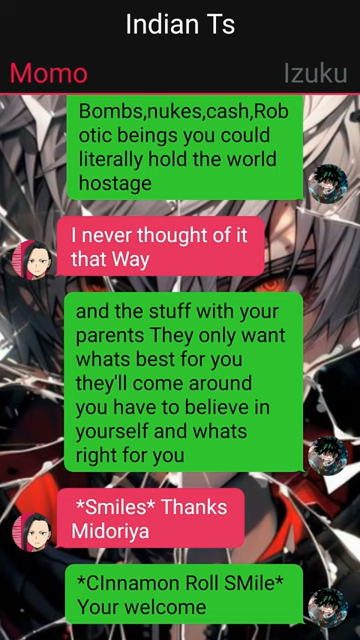 Indian Ts
Momo
Izuku
Bombs,nukes,cash,Rob
otic beings you could
literally hold the world
hostage
I never thought of it
that Way
and the stuff with your
parents They only want
whats best for you
they'll come around
you have to believe in
yourself and whats
right for you
*Smiles* Thanks
Midoriya
*CInnamon Roll SMile*
Your welcome